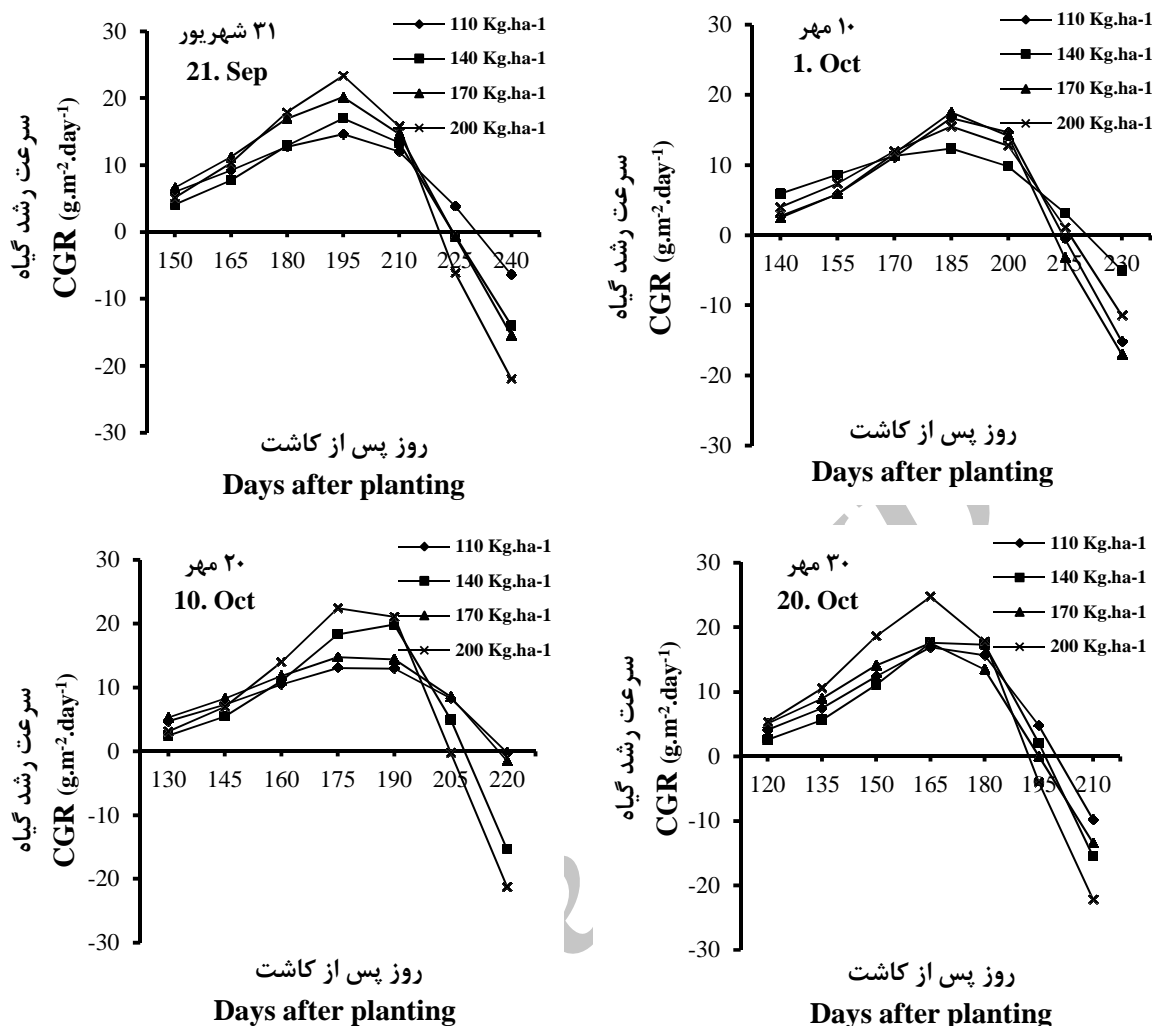 ۳۱ شهریور
21. Sep
110 Kg.ha-1
140 Kg.ha-1
170 Kg.ha-1
200 Kg.ha-1
سرعت رشد گیاه
CGR (g.m-2.day-1)
30
20
10
0
-10
-20
-30
150 165 180 195 210 225 240
روز پس از کاشت
Days after planting
۱۰ مهر
1. Oct
110 Kg.ha-1
140 Kg.ha-1
170 Kg.ha-1
200 Kg.ha-1
سرعت رشد گیاه
CGR (g.m-2.day-1)
30
20
10
0
-10
-20
-30
140 155 170 185 200 215 230
روز پس از کاشت
Days after planting
۲۰ مهر
10. Oct
110 Kg.ha-1
140 Kg.ha-1
170 Kg.ha-1
200 Kg.ha-1
سرعت رشد گیاه
CGR (g.m-2.day-1)
30
20
10
0
-10
-20
-30
130 145 160 175 190 205 220
روز پس از کاشت
Days after planting
۳۰ مهر
20. Oct
110 Kg.ha-1
140 Kg.ha-1
170 Kg.ha-1
200 Kg.ha-1
سرعت رشد گیاه
CGR (g.m-2.day-1)
30
20
10
0
-10
-20
-30
120 135 150 165 180 195 210
روز پس از کاشت
Days after planting